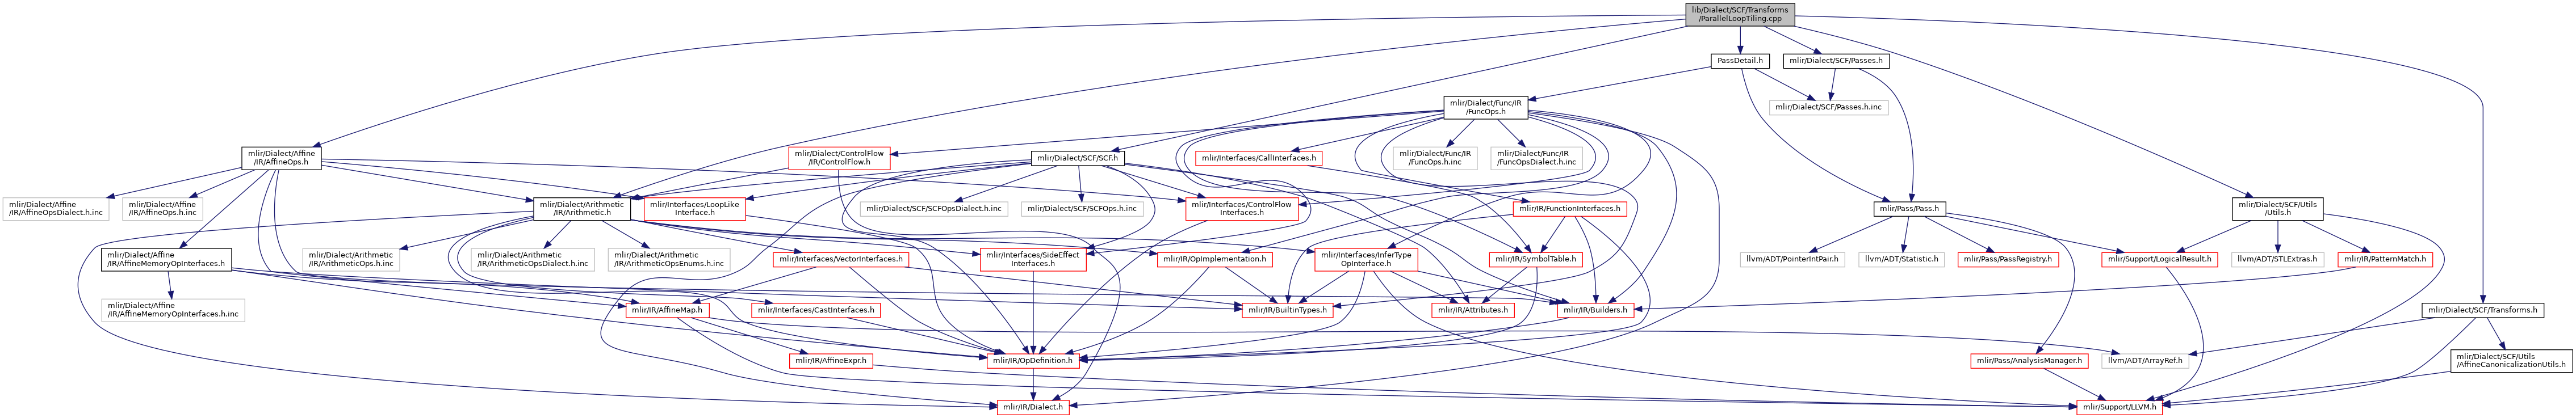 lib/Dialect/SCF/Transforms
/ParallelLoopTiling.cpp
PassDetail.h
mlir/Dialect/SCF/Passes.h
mlir/Dialect/Func/IR
/FuncOps.h
mlir/Dialect/SCF/Passes.h.inc
mlir/Dialect/Affine
/IR/AffineOps.h
mlir/Dialect/ControlFlow
/IR/ControlFlow.h
mlir/Dialect/SCF/SCF.h
mlir/Interfaces/CallInterfaces.h
mlir/Dialect/Func/IR
/FuncOps.h.inc
mlir/Dialect/Func/IR
/FuncOpsDialect.h.inc
mlir/Dialect/Affine
/IR/AffineOpsDialect.h.inc
mlir/Dialect/Affine
/IR/AffineOps.h.inc
mlir/Dialect/Arithmetic
/IR/Arithmetic.h
mlir/Interfaces/LoopLike
Interface.h
mlir/Dialect/SCF/SCFOpsDialect.h.inc
mlir/Dialect/SCF/SCFOps.h.inc
mlir/Interfaces/ControlFlow
Interfaces.h
mlir/IR/FunctionInterfaces.h
mlir/Pass/Pass.h
mlir/Dialect/SCF/Utils
/Utils.h
mlir/Dialect/Affine
/IR/AffineMemoryOpInterfaces.h
mlir/Dialect/Arithmetic
/IR/ArithmeticOps.h.inc
mlir/Dialect/Arithmetic
/IR/ArithmeticOpsDialect.h.inc
mlir/Dialect/Arithmetic
/IR/ArithmeticOpsEnums.h.inc
mlir/Interfaces/VectorInterfaces.h
mlir/Interfaces/SideEffect
Interfaces.h
mlir/IR/OpImplementation.h
mlir/Interfaces/InferType
OpInterface.h
mlir/IR/SymbolTable.h
llvm/ADT/PointerIntPair.h
llvm/ADT/Statistic.h
mlir/Pass/PassRegistry.h
mlir/Support/LogicalResult.h
llvm/ADT/STLExtras.h
mlir/IR/PatternMatch.h
mlir/Dialect/Affine
/IR/AffineMemoryOpInterfaces.h.inc
mlir/IR/AffineMap.h
mlir/Interfaces/CastInterfaces.h
mlir/IR/BuiltinTypes.h
mlir/IR/Attributes.h
mlir/IR/Builders.h
mlir/Dialect/SCF/Transforms.h
mlir/IR/AffineExpr.h
mlir/IR/OpDefinition.h
mlir/Pass/AnalysisManager.h
llvm/ADT/ArrayRef.h
mlir/Dialect/SCF/Utils
/AffineCanonicalizationUtils.h
mlir/IR/Dialect.h
mlir/Support/LLVM.h